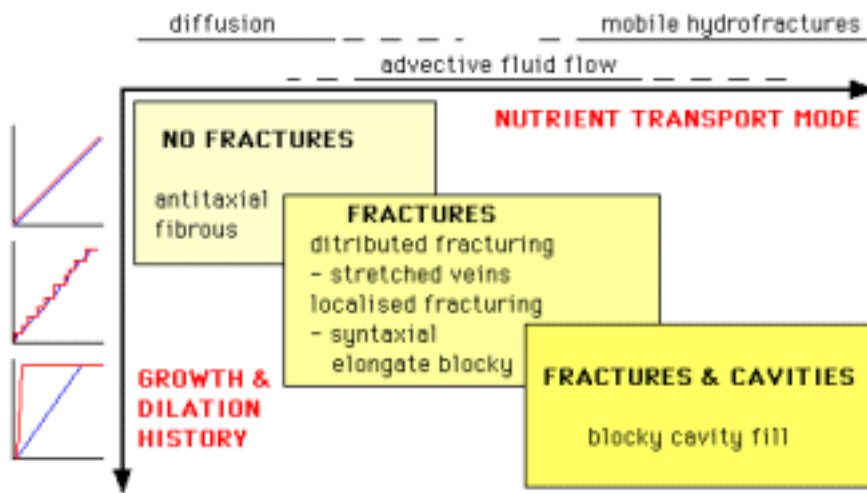 diffusion
mobile hydrofractures
advective fluid flow
NUTRIENT TRANSPORT MODE
NO FRACTURES
antitaxial
fibrous
FRACTURES
ditributed fracturing
- stretched veins
localised fracturing
- syntaxial
elongate blocky
FRACTURES & CAVITIES
blocky cavity fill
GROWTH &
DILATION
HISTORY